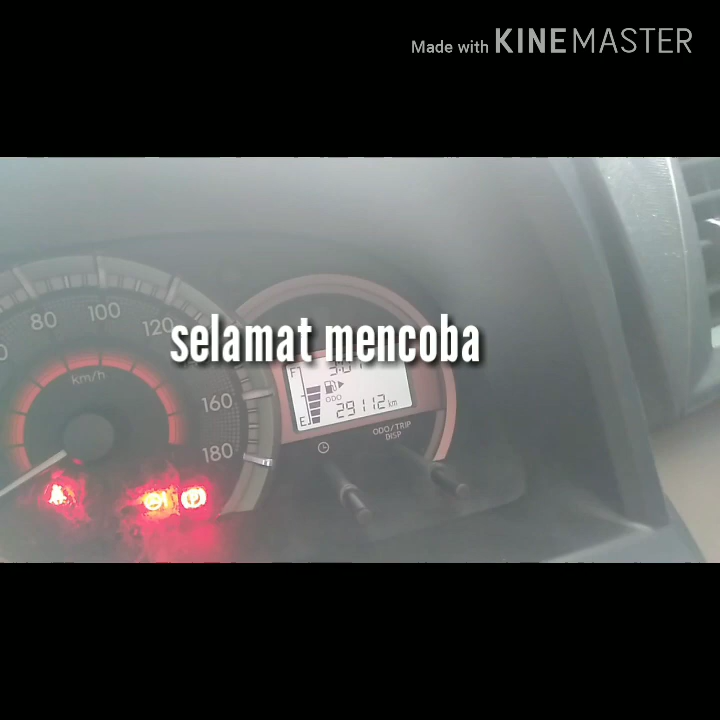 Made with KINEMASTER
80
100
120
160
180
km/h
selamat mencoba
F
E
ODO
29112 km
ODO/TRIP
DISP